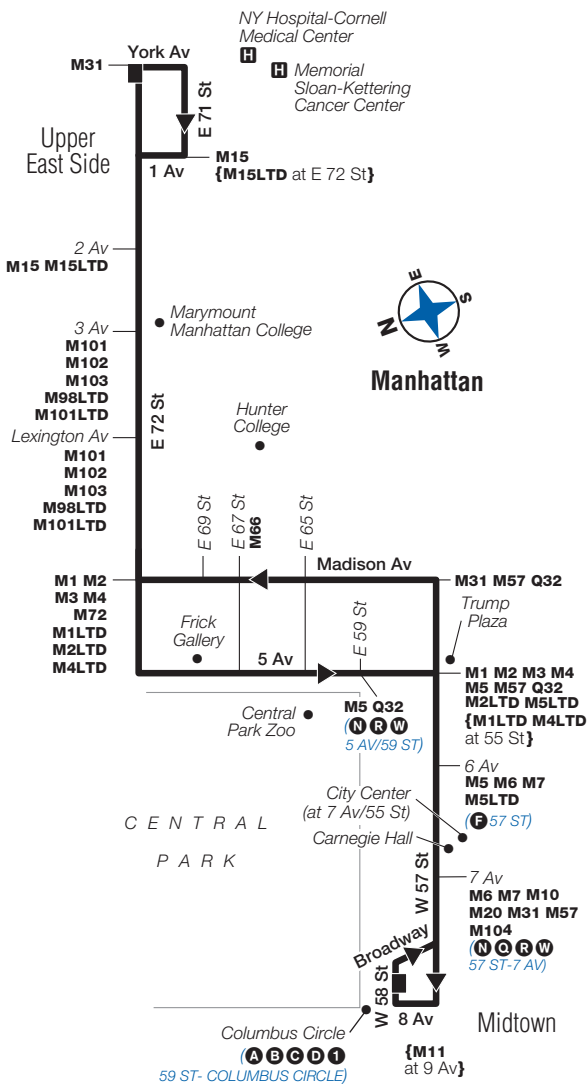 NY Hospital-Cornell
Medical Center
H
H Memorial
Sloan-Kettering
Cancer Center
M31
York Av
E 71 St
Upper
East Side
1 Av
M15
{M15LTD at E 72 St}
2 Av
M15 M15LTD
3 Av
M101
M102
M103
M98LTD
M101LTD
Marymount
Manhattan College
E
S
N
W
Manhattan
E 72 St
Hunter
College
Lexington Av
M101
M102
M103
M98LTD
M101LTD
E 69 St
E 67 St
M66
E 65 St
Madison Av
M1 M2
M3 M4
M72
M1LTD
M2LTD
M4LTD
M31 M57 Q32
Trump
Plaza
Frick
Gallery
5 Av
E 59 St
M1 M2 M3 M4
M5 M57 Q32
M2LTD M5LTD
{M1LTD M4LTD
at 55 St}
Central
Park Zoo
M5 Q32
(N R W
5 AV/59 ST)
6 Av
M5 M6 M7
M5LTD
(F 57 ST)
City Center
(at 7 Av/55 St)
Carnegie Hall
CENTRAL
PARK
W 57 St
7 Av
M6 M7 M10
M20 M31 M57
M104
(N Q R W
57 ST-7 AV)
Broadway
W 58 St
8 Av
Midtown
Columbus Circle
(A B C D 1
59 ST- COLUMBUS CIRCLE)
{M11
at 9 Av}